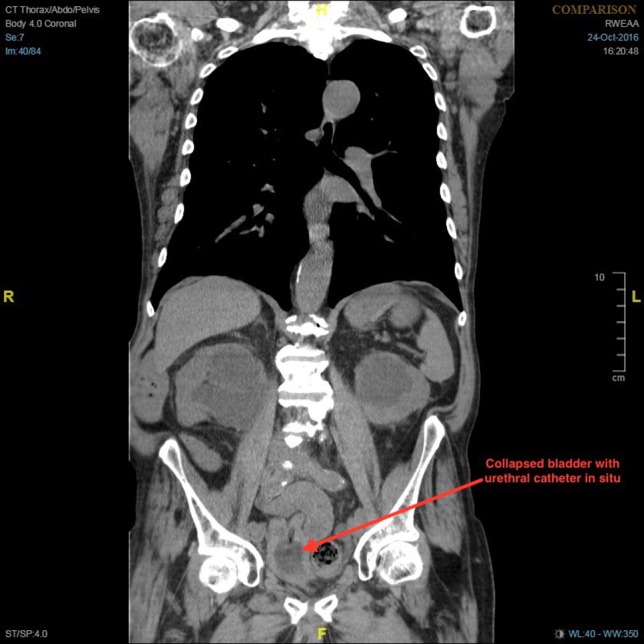 CT Thorax/Abdo/Pelvis
Body 4.0 Coronal
Se:7
Im:40/84
H
COMPARISON
RWEAA
24-Oct-2016
16:20:48
R
10
L
cm
Collapsed bladder with
urethral catheter in situ
ST/SP:4.0
F
WL:40 - WW:350